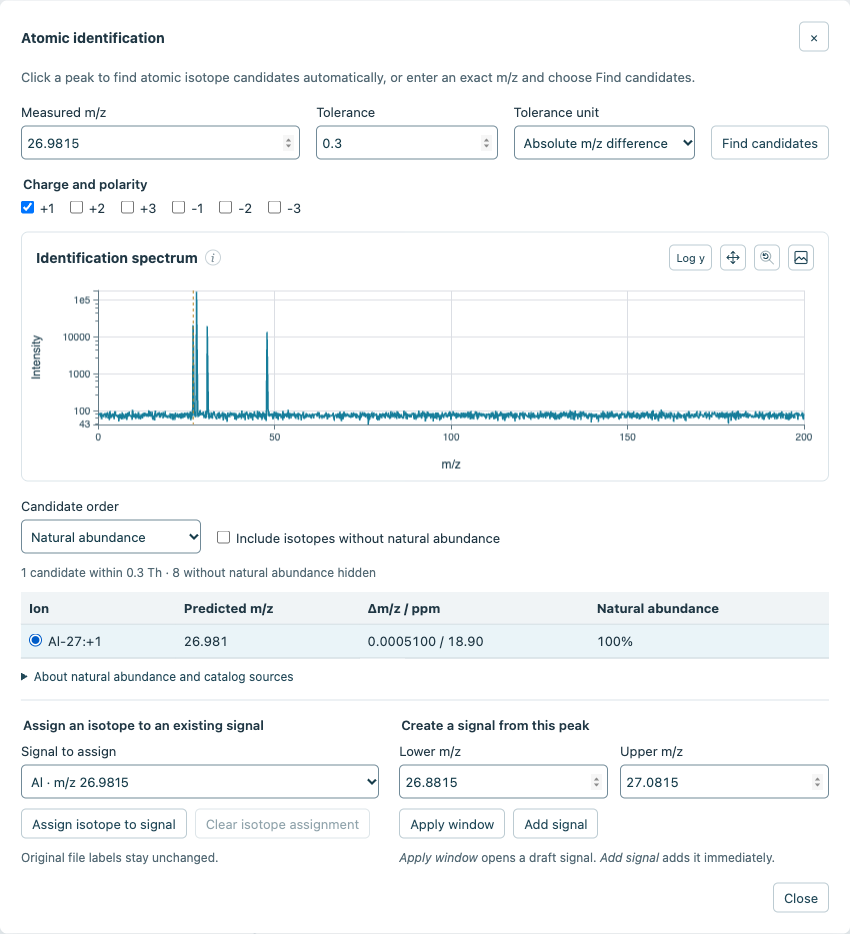 Atomic identification
×
Click a peak to find atomic isotope candidates automatically, or enter an exact m/z and choose Find candidates.
Measured m/z Tolerance Tolerance unit
26.9815 0.3 Absolute m/z difference Find candidates
Charge and polarity
+1 +2 +3 -1 -2 -3
Identification spectrum i Log y
1e5
10000
1000
100
43
Intensity
0 50 100 150 200
m/z
Candidate order
Natural abundance Include isotopes without natural abundance
1 candidate within 0.3 Th · 8 without natural abundance hidden
Ion Predicted m/z Δm/z / ppm Natural abundance
Al-27:+1 26.981 0.0005100 / 18.90 100%
About natural abundance and catalog sources
Assign an isotope to an existing signal Create a signal from this peak
Signal to assign Lower m/z Upper m/z
Al · m/z 26.9815 26.8815 27.0815
Assign isotope to signal Clear isotope assignment Apply window Add signal
Original file labels stay unchanged. Apply window opens a draft signal. Add signal adds it immediately.
Close